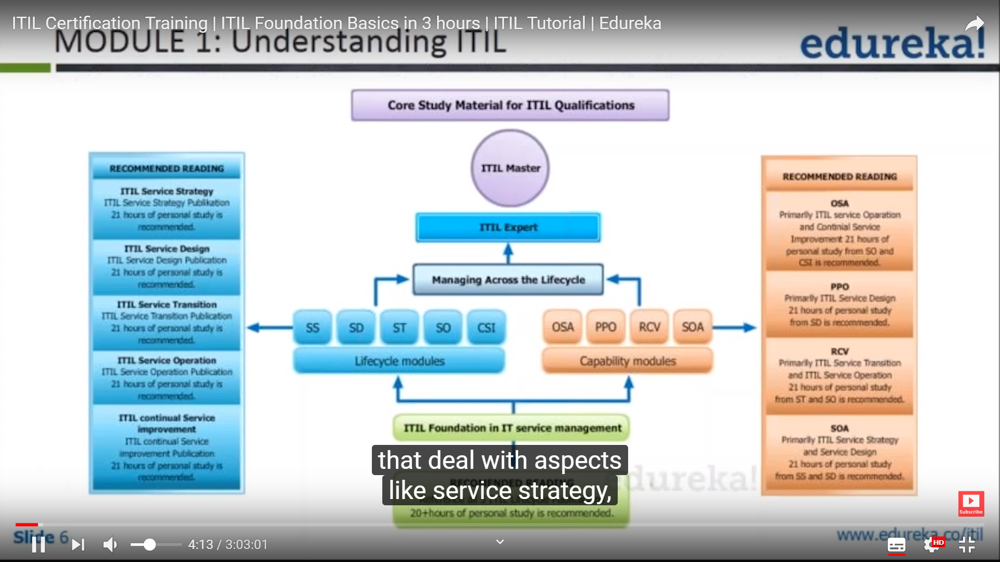 ITIL Certification Training | ITIL Foundation Basics in 3 hours | ITIL Tutorial | Edureka
MODULE 1: Understanding ITIL
edureka!
Core Study Material for ITIL Qualifications
ITIL Master
ITIL Expert
Managing Across the Lifecycle
RECOMMENDED READING
ITIL Service Strategy
ITIL Service Strategy Publikation
21 hours of personal study is
recommended.
ITIL Service Design
ITIL Service Design Publication
21 hours of personal study is
recommended.
ITIL Service Transition
ITIL Service Transition Publication
21 hours of personal study is
recommended.
ITIL Service Operation
ITIL Service Operation Publication
21 hours of personal study is
recommended.
ITIL continual Service
improvement
ITIL continual Service
improvement Publication
21 hours of personal study is
recommended.
SS SD ST SO CSI
Lifecycle modules
OSA PPO RCV SOA
Capability modules
RECOMMENDED READING
OSA
Primarily ITIL service Oparation
and Continial Service
Improvement 21 hours of
personal study from SO and
CSI is recommended.
PPO
Primarily ITIL Service Design
21 hours of personal study
from SD is recommended.
RCV
Primarily ITIL Service Transition
and ITIL Service Operation
21 hours of personal study
from ST and SO is recommended.
SOA
Primarily ITIL Service Strategy
and Service Design
21 hours of personal study
from SS and SD is recommended.
ITIL Foundation in IT service management
that deal with aspects
like service strategy,
20+hours of personal study is recommended.
edureka!
Subscribe
Slide 6
4:13 / 3:03:01
www.edureka.co/itil
HD